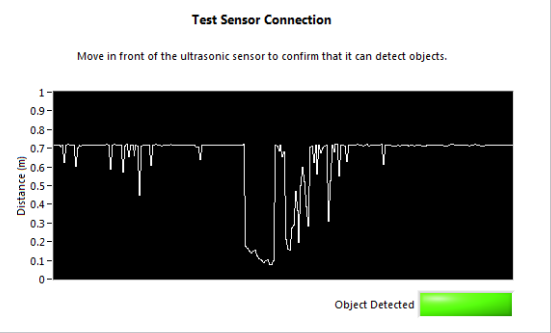 Test Sensor Connection
Move in front of the ultrasonic sensor to confirm that it can detect objects.
Distance (m)
1
0.9
0.8
0.7
0.6
0.5
0.4
0.3
0.2
0.1
0
Object Detected